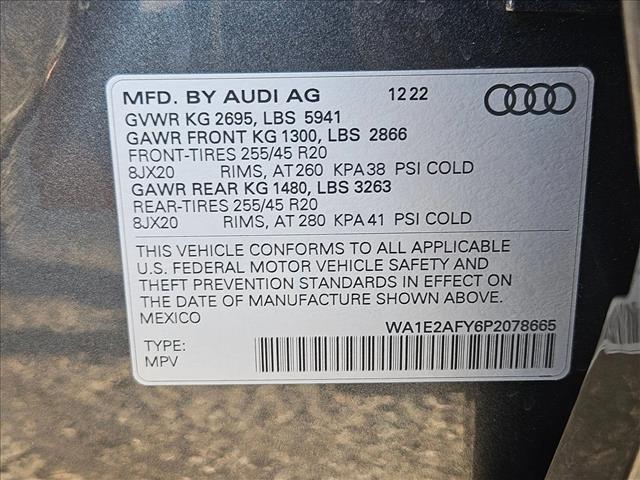 MFD. BY AUDI AG 12 22
GVWR KG 2695, LBS 5941
GAWR FRONT KG 1300, LBS 2866
FRONT-TIRES 255/45 R20
8JX20 RIMS, AT 260 KPA 38 PSI COLD
GAWR REAR KG 1480, LBS 3263
REAR-TIRES 255/45 R20
8JX20 RIMS, AT 280 KPA 41 PSI COLD
THIS VEHICLE CONFORMS TO ALL APPLICABLE
U.S. FEDERAL MOTOR VEHICLE SAFETY AND
THEFT PREVENTION STANDARDS IN EFFECT ON
THE DATE OF MANUFACTURE SHOWN ABOVE.
MEXICO WA1E2AFY6P2078665
TYPE:
MPV